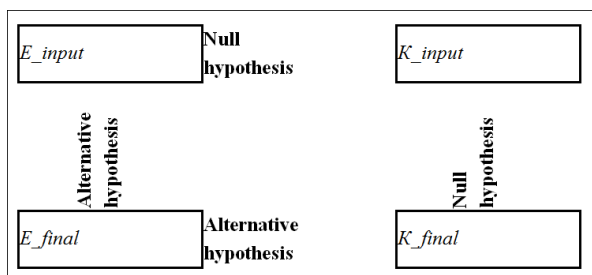 E_input
Null
hypothesis
K_input
Alternative
hypothesis
Null
hypothesis
E_final
Alternative
hypothesis
K_final